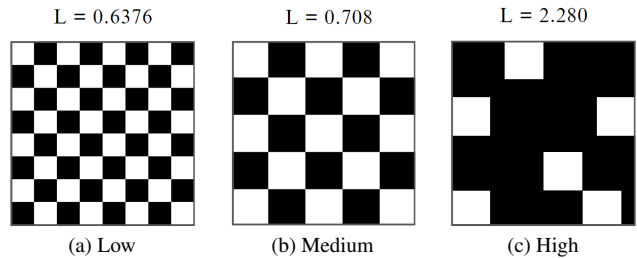 L = 0.6376
L = 0.708
L = 2.280
(a) Low
(b) Medium
(c) High